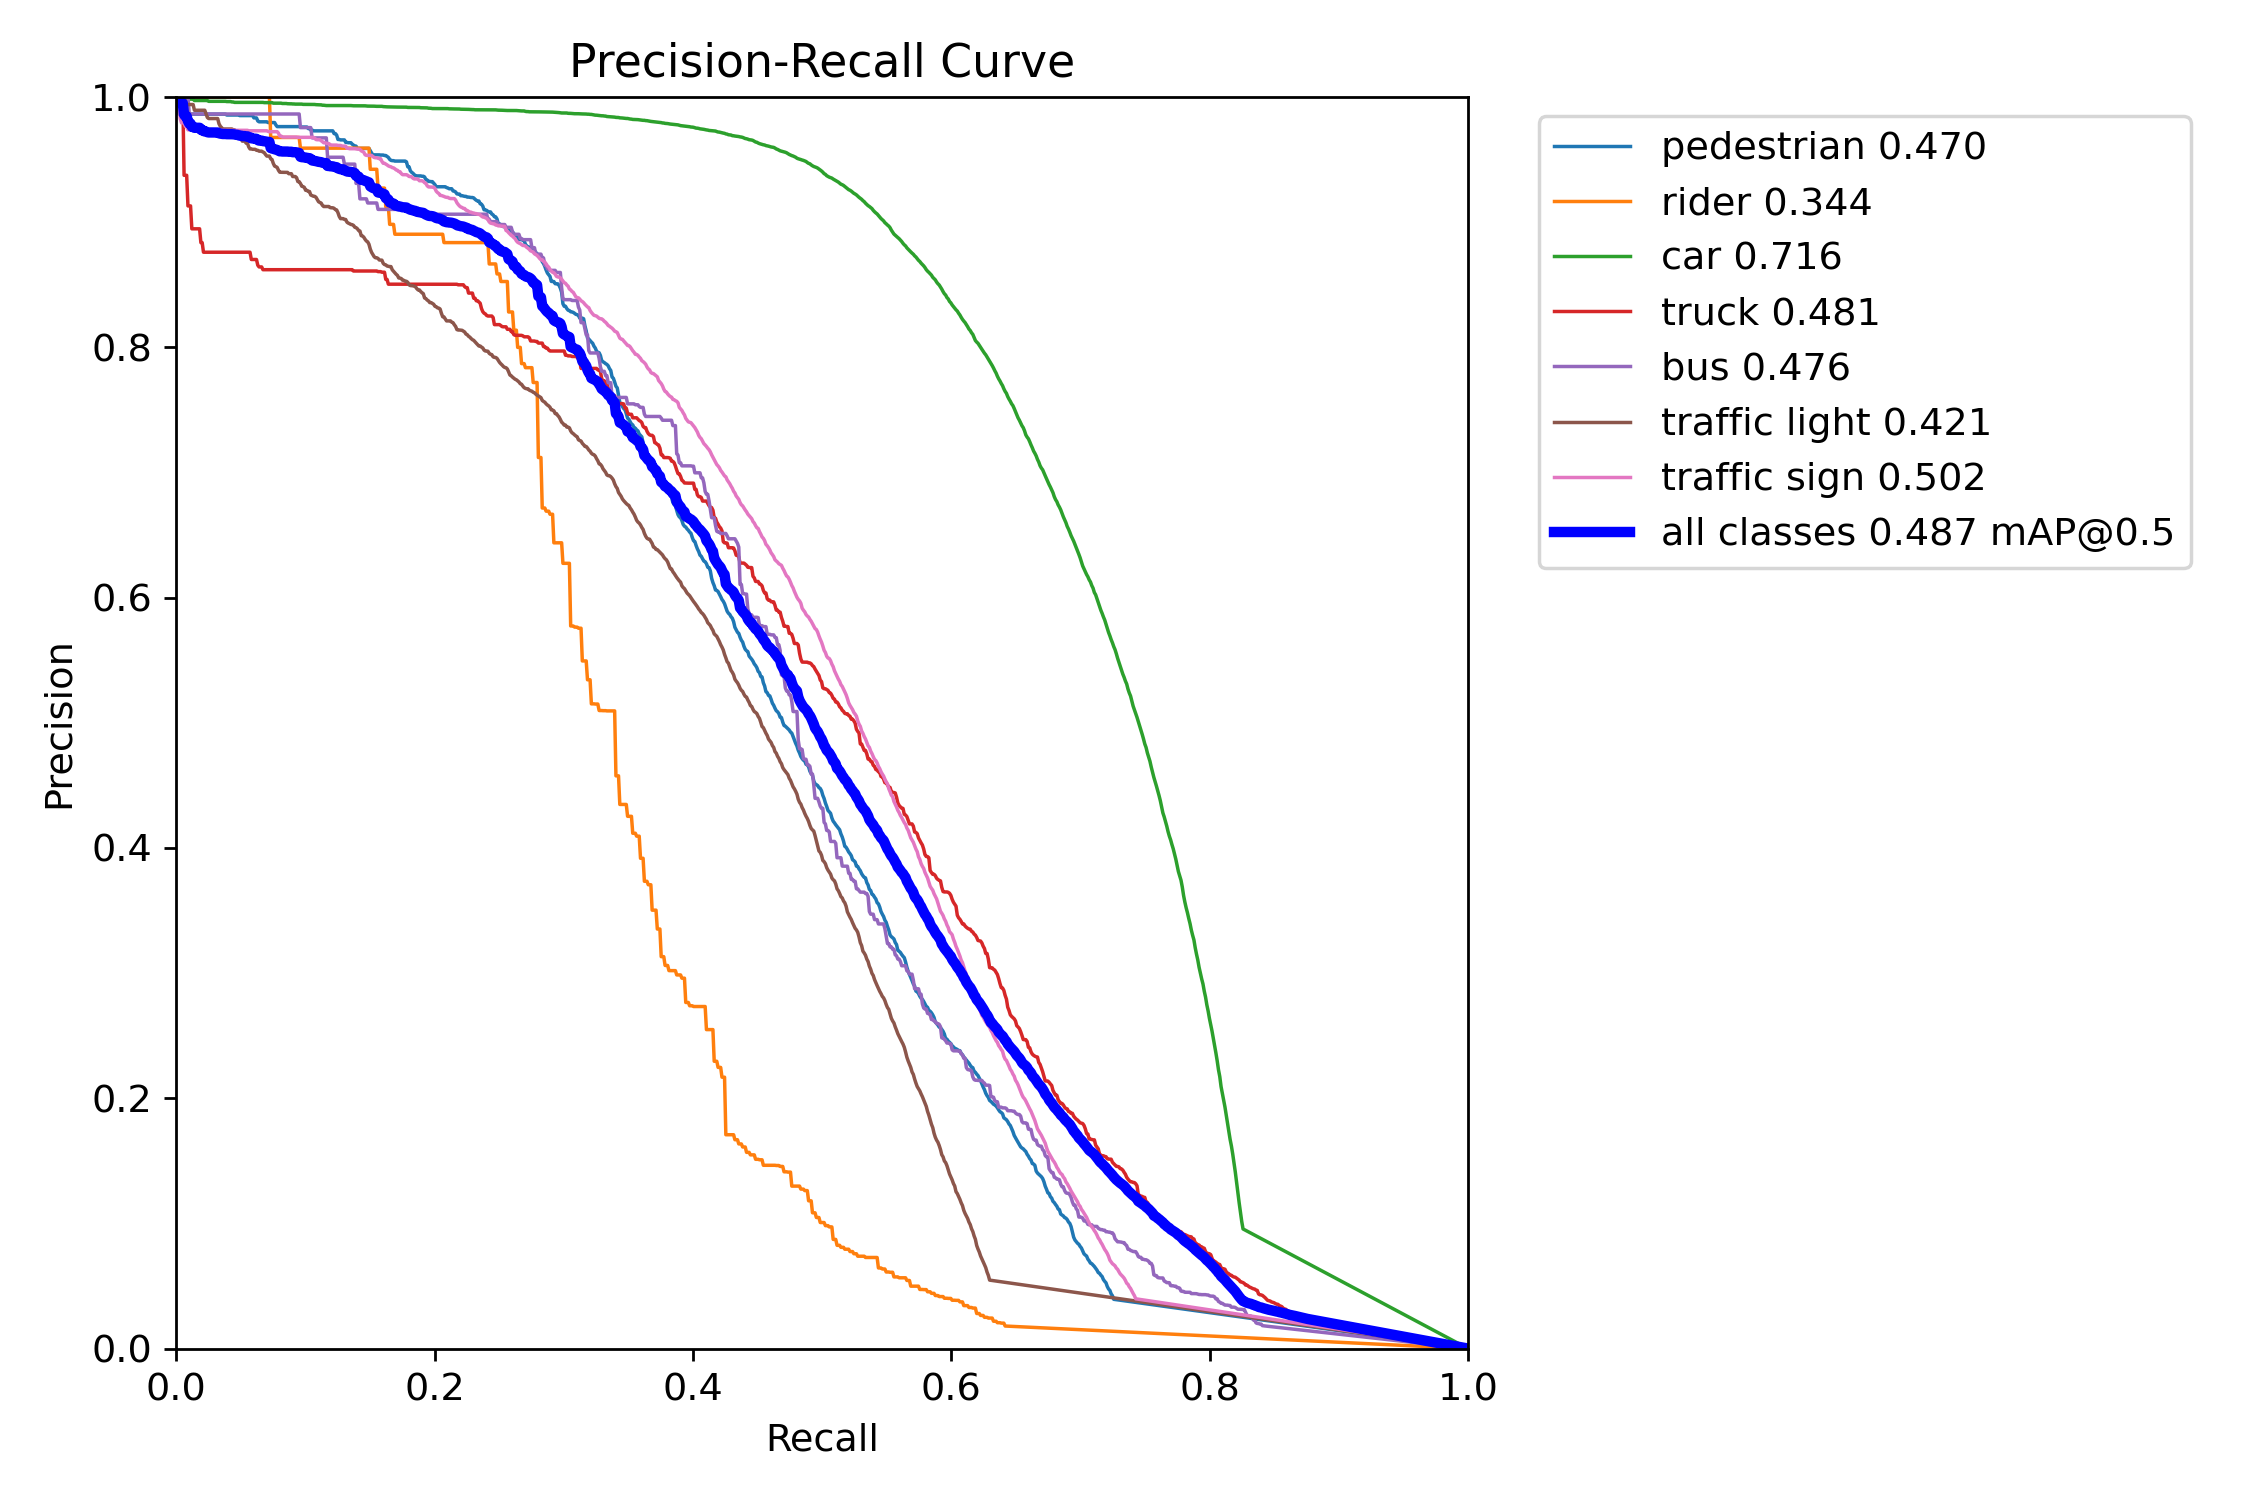 Precision-Recall Curve
1.0
0.8
0.6
0.4
0.2
0.0
Precision
0.0 0.2 0.4 0.6 0.8 1.0
Recall
pedestrian 0.470
rider 0.344
car 0.716
truck 0.481
bus 0.476
traffic light 0.421
traffic sign 0.502
all classes 0.487 mAP@0.5